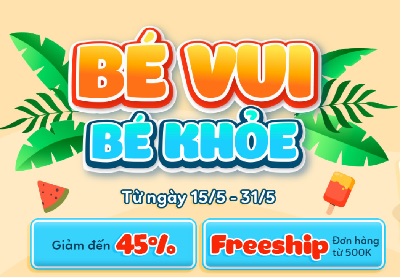 BÉ VUI
BÉ KHỎE
Từ ngày 15/5 - 31/5
Giảm đến 45%
Freeship Đơn hàng
từ 500K